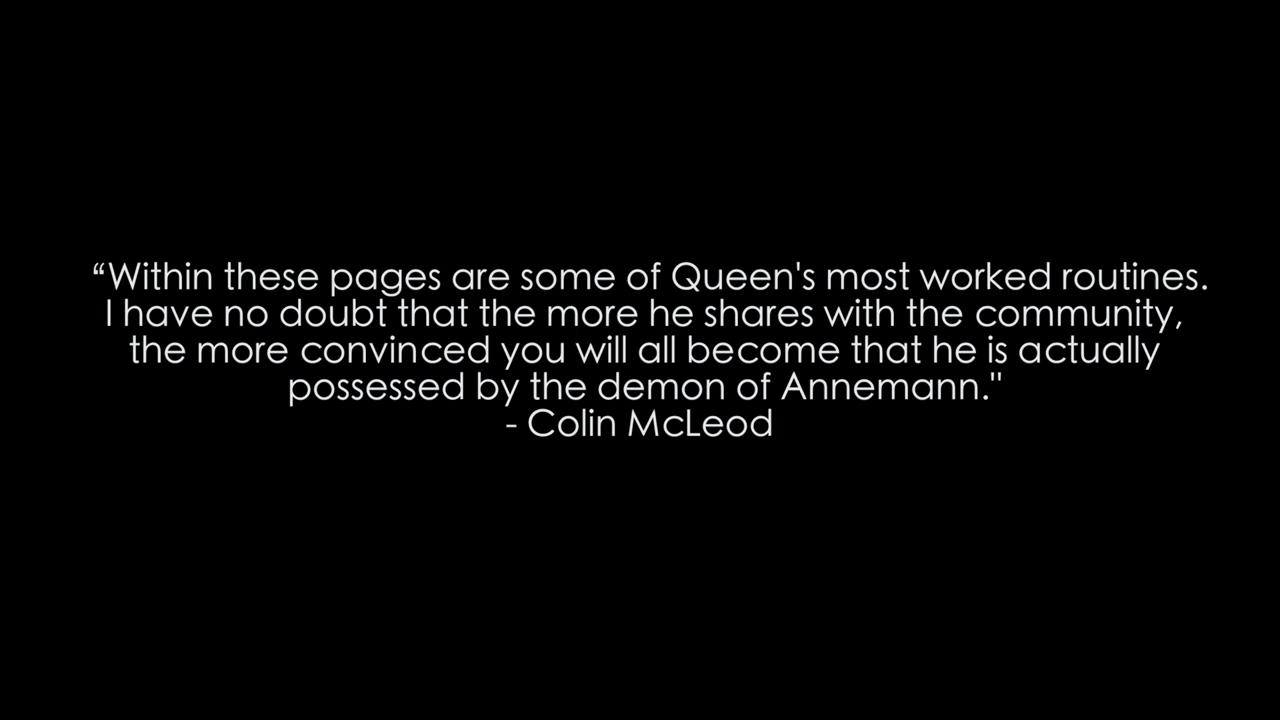 “Within these pages are some of Queen's most worked routines.
I have no doubt that the more he shares with the community,
the more convinced you will all become that he is actually
possessed by the demon of Annemann."
- Colin McLeod